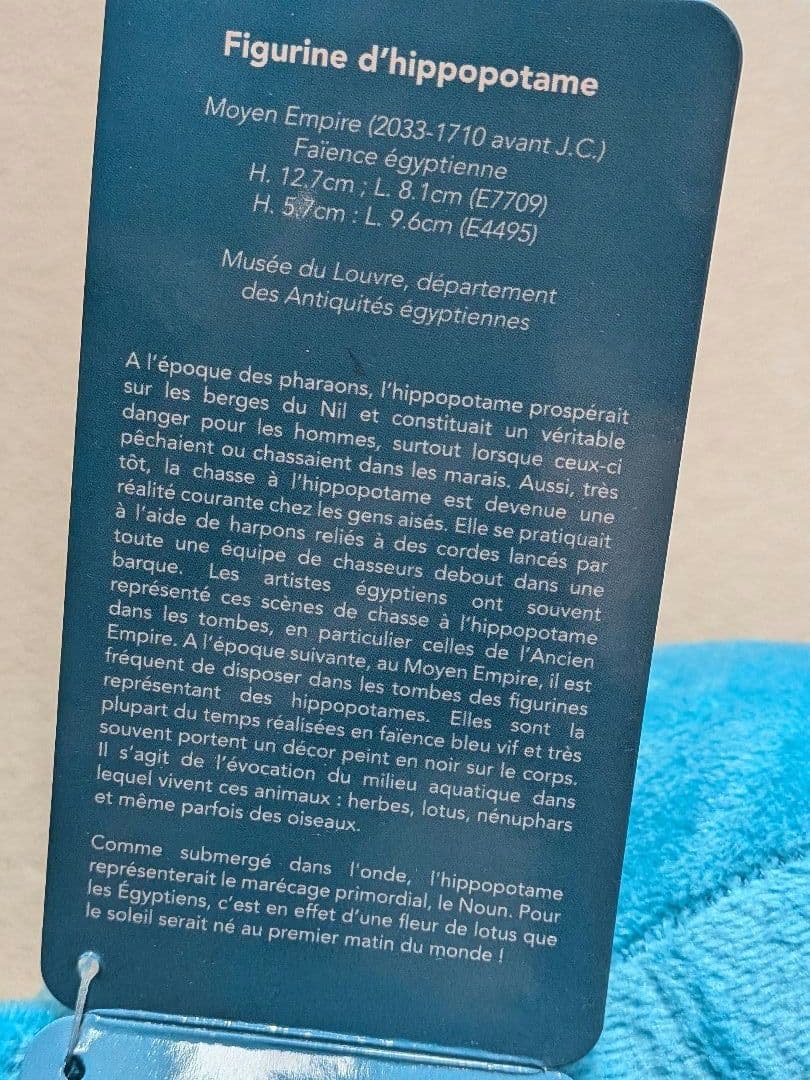 Figurine d'hippopotame
Moyen Empire (2033-1710 avant J.C.)
Faïence égyptienne
H. 12.7cm ; L. 8.1cm (E7709)
H. 5.7cm : L. 9.6cm (E4495)
Musée du Louvre, département
des Antiquités égyptiennes
A l'époque des pharaons, l'hippopotame prospérait
sur les berges du Nil et constituait un véritable
danger pour les hommes, surtout lorsque ceux-ci
pêchaient ou chassaient dans les marais. Aussi, très
tôt, la chasse à l'hippopotame est devenue une
réalité courante chez les gens aisés. Elle se pratiquait
à l'aide de harpons reliés à des cordes lancés par
toute une équipe de chasseurs debout dans une
barque. Les artistes égyptiens ont souvent
représenté ces scènes de chasse à l'hippopotame
dans les tombes, en particulier celles de l'Ancien
Empire. A l'époque suivante, au Moyen Empire, il est
fréquent de disposer dans les tombes des figurines
représentant des hippopotames. Elles sont la
plupart du temps réalisées en faïence bleu vif et très
souvent portent un décor peint en noir sur le corps.
Il s'agit de l'évocation du milieu aquatique dans
lequel vivent ces animaux : herbes, lotus, nénuphars
et même parfois des oiseaux.
Comme submergé dans l'onde, l'hippopotame
représenterait le marécage primordial, le Noun. Pour
les Égyptiens, c'est en effet d'une fleur de lotus que
le soleil serait né au premier matin du monde !